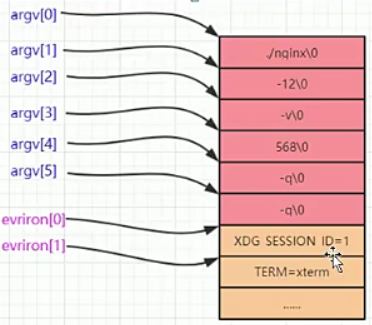 argv[0]
./nginx\0
argv[1]
-12\0
argv[2]
-v\0
argv[3]
568\0
argv[4]
-q\0
argv[5]
-q\0
evriron[0]
XDG SESSION ID=1
evriron[1]
TERM=xterm
......